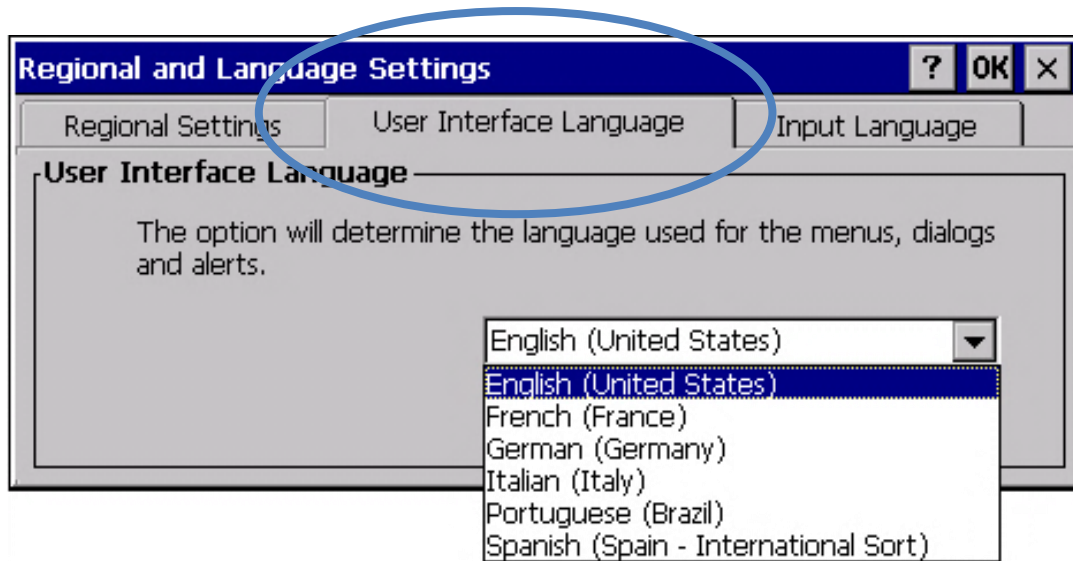 Regional and Language Settings ? OK ×
Regional Settings User Interface Language Input Language
User Interface Language
The option will determine the language used for the menus, dialogs
and alerts.
English (United States)
English (United States)
French (France)
German (Germany)
Italian (Italy)
Portuguese (Brazil)
Spanish (Spain - International Sort)